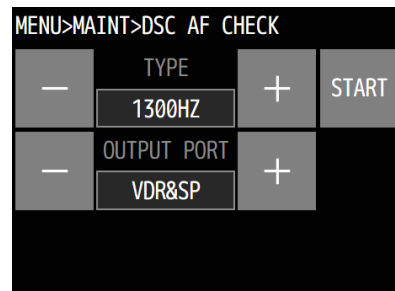 MENU>MAINT>DSC AF CHECK
TYPE
− 1300HZ + START
OUTPUT PORT
− VDR&SP +